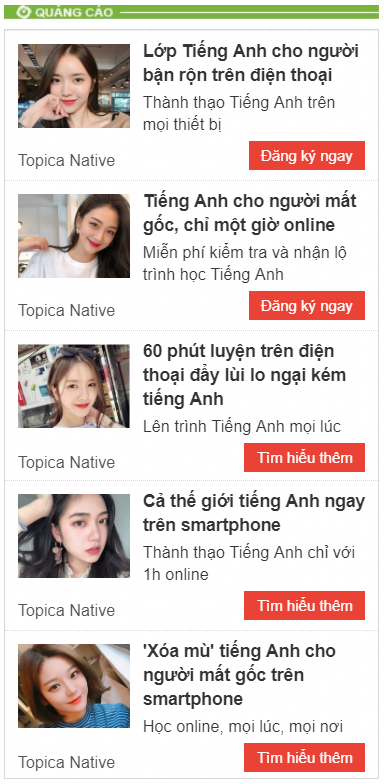 QUẢNG CÁO
Lớp Tiếng Anh cho người
bận rộn trên điện thoại
Thành thạo Tiếng Anh trên
mọi thiết bị
Topica Native
Đăng ký ngay
Tiếng Anh cho người mất
gốc, chỉ một giờ online
Miễn phí kiểm tra và nhận lộ
trình học Tiếng Anh
Topica Native
Đăng ký ngay
60 phút luyện trên điện
thoại đẩy lùi lo ngại kém
tiếng Anh
Lên trình Tiếng Anh mọi lúc
Topica Native
Tìm hiểu thêm
Cả thế giới tiếng Anh ngay
trên smartphone
Thành thạo Tiếng Anh chỉ với
1h online
Topica Native
Tìm hiểu thêm
'Xóa mù' tiếng Anh cho
người mất gốc trên
smartphone
Học online, mọi lúc, mọi nơi
Topica Native
Tìm hiểu thêm